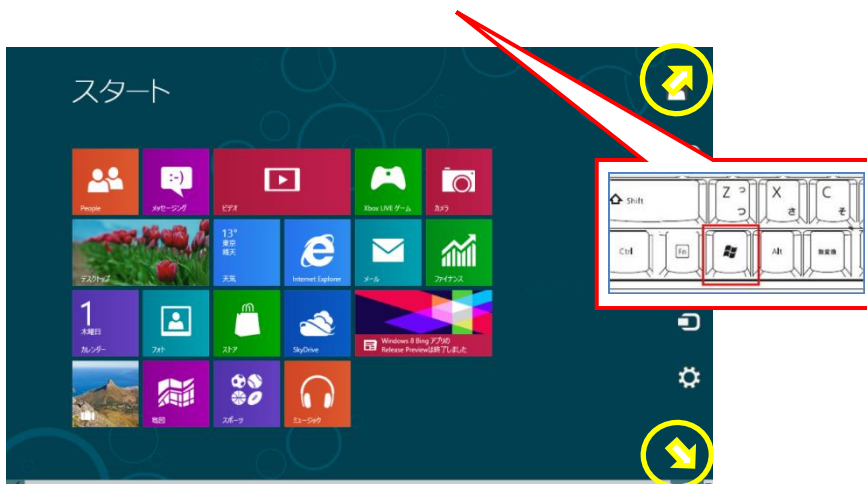 スタート
People
メッセージング
:-)
ビデオ
Xbox LIVE ゲーム
カメラ
デスクトップ
13°
東京
晴天
天気
Internet Explorer
メール
ファイナンス
1
木曜日
カレンダー
フォト
ストア
SkyDrive
Windows 8 Bing アプリの
Release Previewは終了しました
地図
スポーツ
ミュージック
Shift
Z っ
っ
X
さ
C
そ
Ctrl
Fn
Alt
無変換